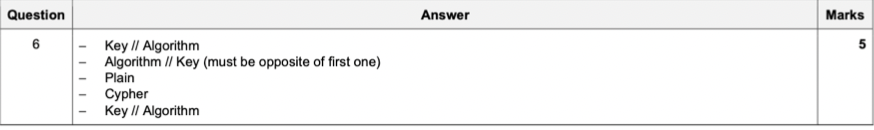 Question Answer Marks
6 – Key // Algorithm 5
– Algorithm // Key (must be opposite of first one)
– Plain
– Cypher
– Key // Algorithm